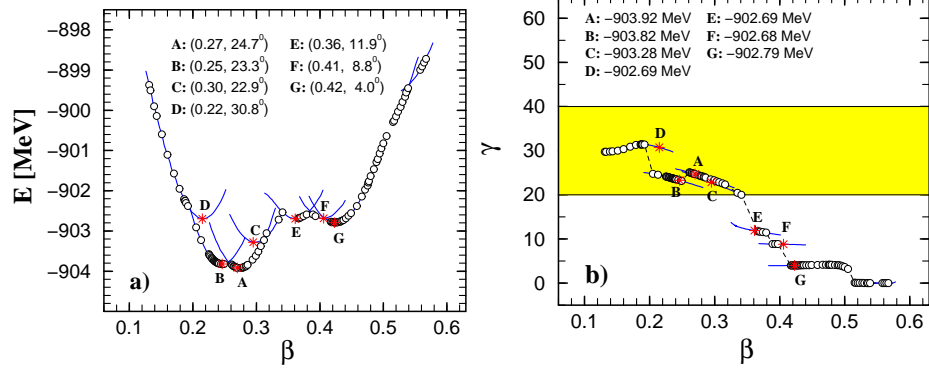 −898
−899
−900
−901
−902
−903
−904
E [MeV]
A: (0.27, 24.7⁰) E: (0.36, 11.9⁰)
B: (0.25, 23.3⁰) F: (0.41, 8.8⁰)
C: (0.30, 22.9⁰) G: (0.42, 4.0⁰)
D: (0.22, 30.8⁰)
D
C
B
A
E
F
G
a)
0.1 0.2 0.3 0.4 0.5 0.6
β
60
50
40
30
20
10
0
γ
A: −903.92 MeV E: −902.69 MeV
B: −903.82 MeV F: −902.68 MeV
C: −903.28 MeV G: −902.79 MeV
D: −902.69 MeV
D
A
B
C
E
F
G
b)
0.1 0.2 0.3 0.4 0.5 0.6
β